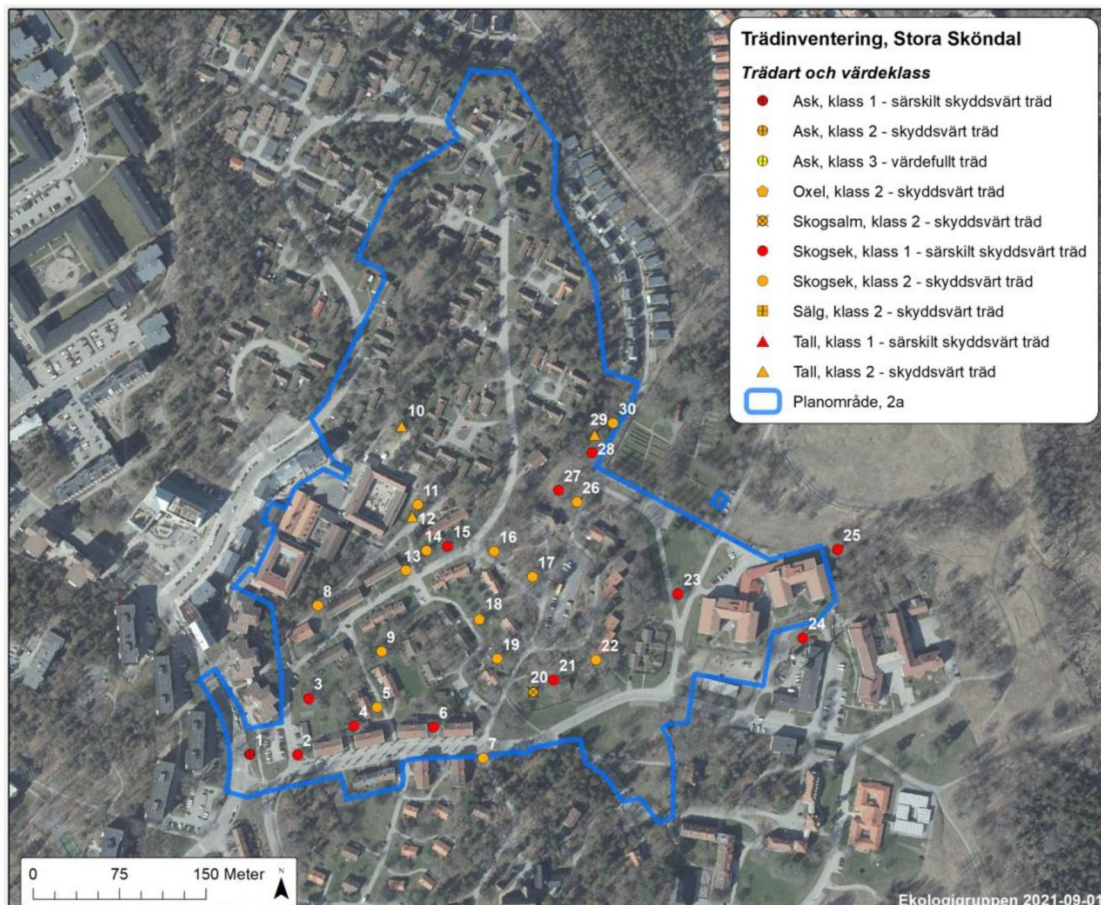 Trädinventering, Stora Sköndal
Trädart och värdeklass
Ask, klass 1 - särskilt skyddsvärt träd
Ask, klass 2 - skyddsvärt träd
Ask, klass 3 - värdefullt träd
Oxel, klass 2 - skyddsvärt träd
Skogsalm, klass 2 - skyddsvärt träd
Skogsek, klass 1 - särskilt skyddsvärt träd
Skogsek, klass 2 - skyddsvärt träd
Sälg, klass 2 - skyddsvärt träd
Tall, klass 1 - särskilt skyddsvärt träd
Tall, klass 2 - skyddsvärt träd
Planområde, 2a
10
30
29
28
27
26
11
12
14
15
16
13
25
17
23
8
18
24
9
19
22
20
21
3
5
4
6
1
2
7
0 75 150 Meter
N
Ekologigruppen 2021-09-01